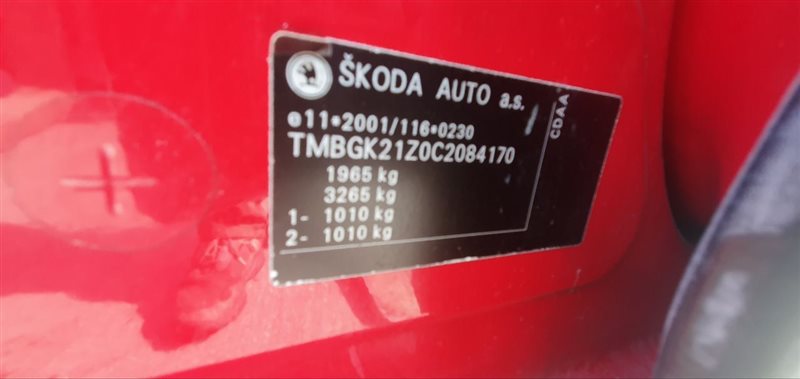 ŠKODA AUTO a.s.
e11*2001/116*0230
TMBGK21Z0C2084170
1965 kg
3265 kg
1- 1010 kg
2- 1010 kg
CDAA